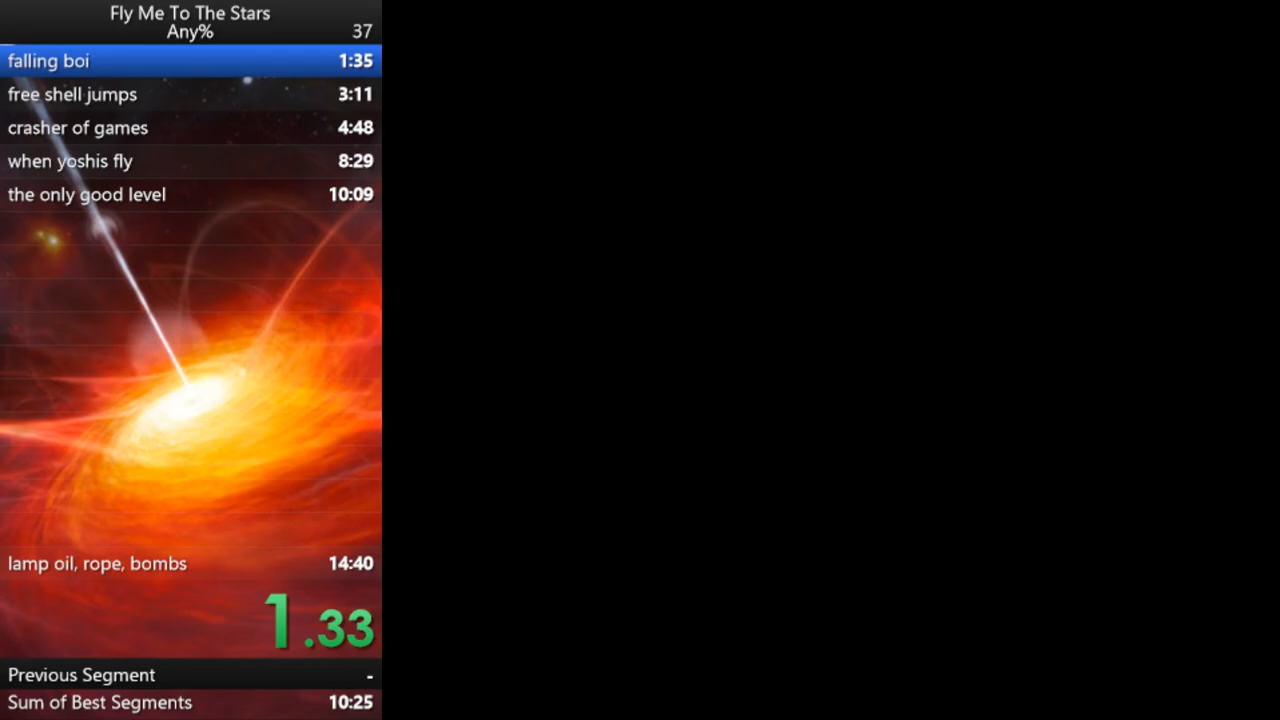 Fly Me To The Stars
Any% 37
falling boi 1:35
free shell jumps 3:11
crasher of games 4:48
when yoshis fly 8:29
the only good level 10:09
lamp oil, rope, bombs 14:40
1.33
Previous Segment -
Sum of Best Segments 10:25